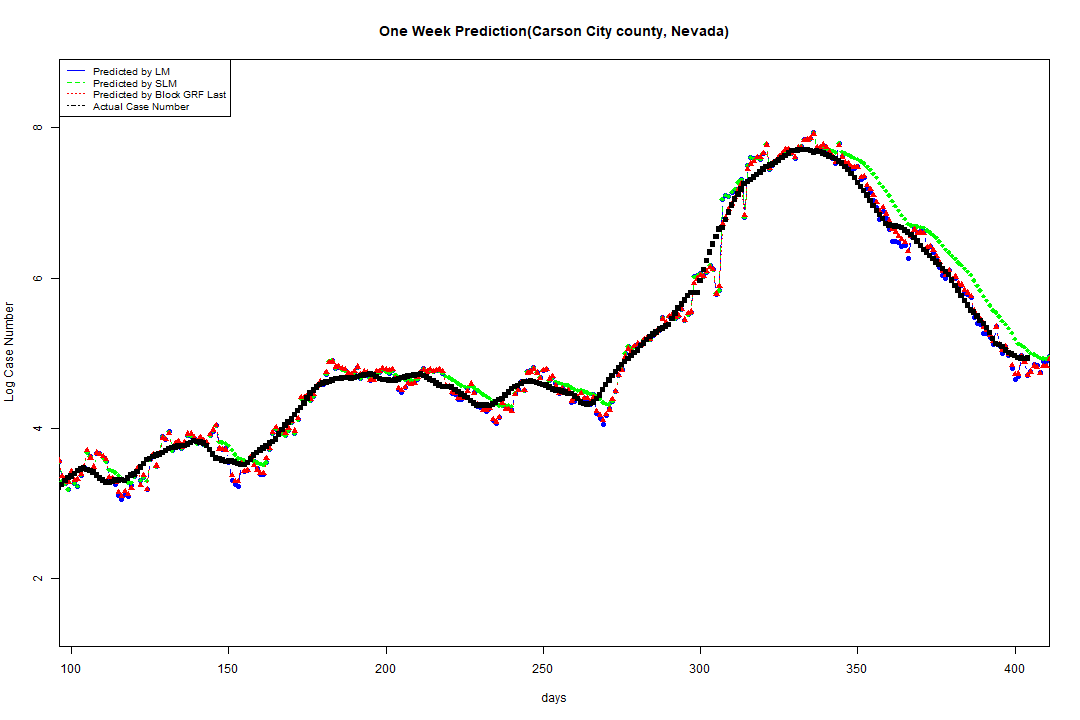 One Week Prediction(Carson City county, Nevada)
Predicted by LM
Predicted by SLM
Predicted by Block GRF Last
Actual Case Number
8
6
4
2
Log Case Number
100 150 200 250 300 350 400
days